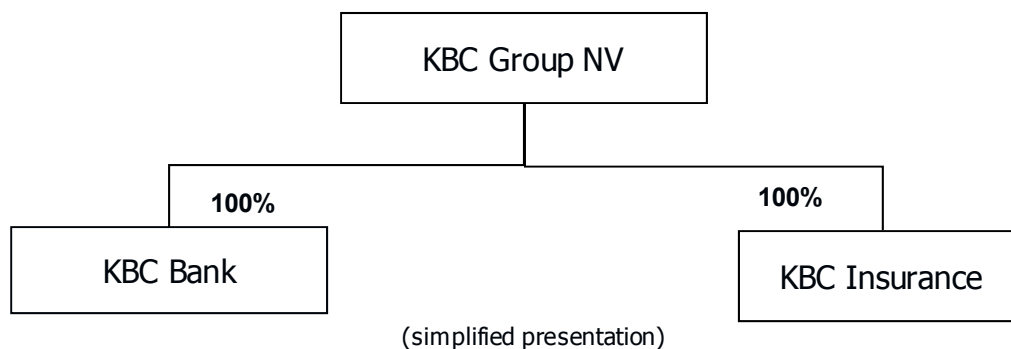 KBC Group NV
100%
100%
KBC Bank
KBC Insurance
(simplified presentation)